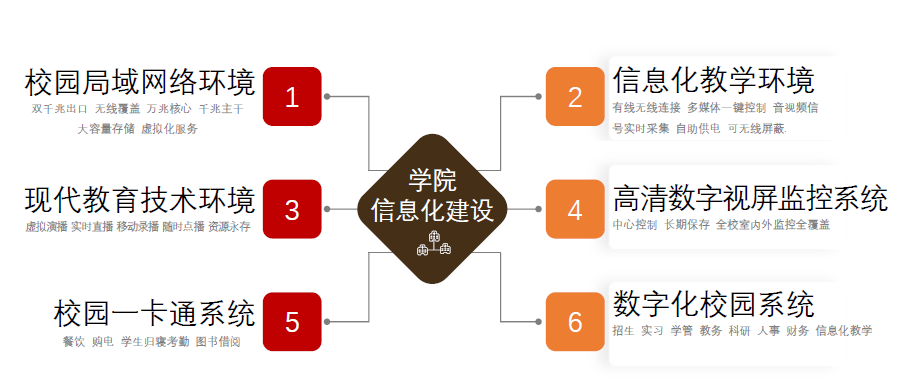 校园局域网络环境
双千兆出口 无线覆盖 万兆核心 千兆主干
大容量存储 虚拟化服务
1
2
信息化教学环境
有线无线连接 多媒体一键控制 音视频信
号实时采集 自助供电 可无线屏蔽.
学院
信息化建设
现代教育技术环境
虚拟演播 实时直播 移动录播 随时点播 资源永存
3
4
高清数字视屏监控系统
中心控制 长期保存 全校室内外监控全覆盖
校园一卡通系统
餐饮 购电 学生归寝考勤 图书借阅
5
6
数字化校园系统
招生 实习 学管 教务 科研 人事 财务 信息化教学